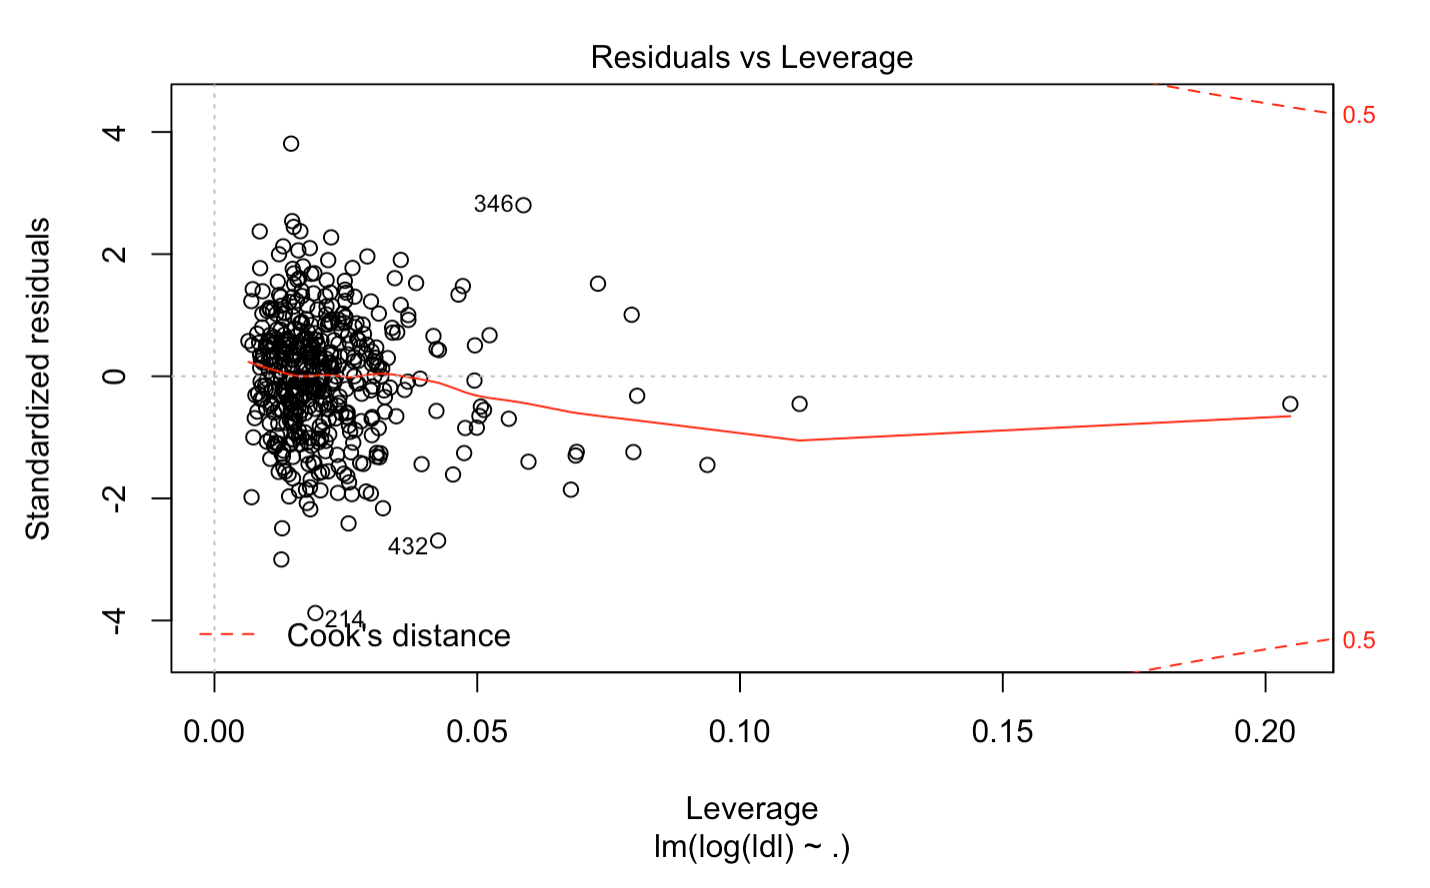 Residuals vs Leverage
Standardized residuals
4
2
0
-2
-4
0.5
346
432
214
Cook's distance
0.5
0.00 0.05 0.10 0.15 0.20
Leverage
lm(log(ldl) ~ .)